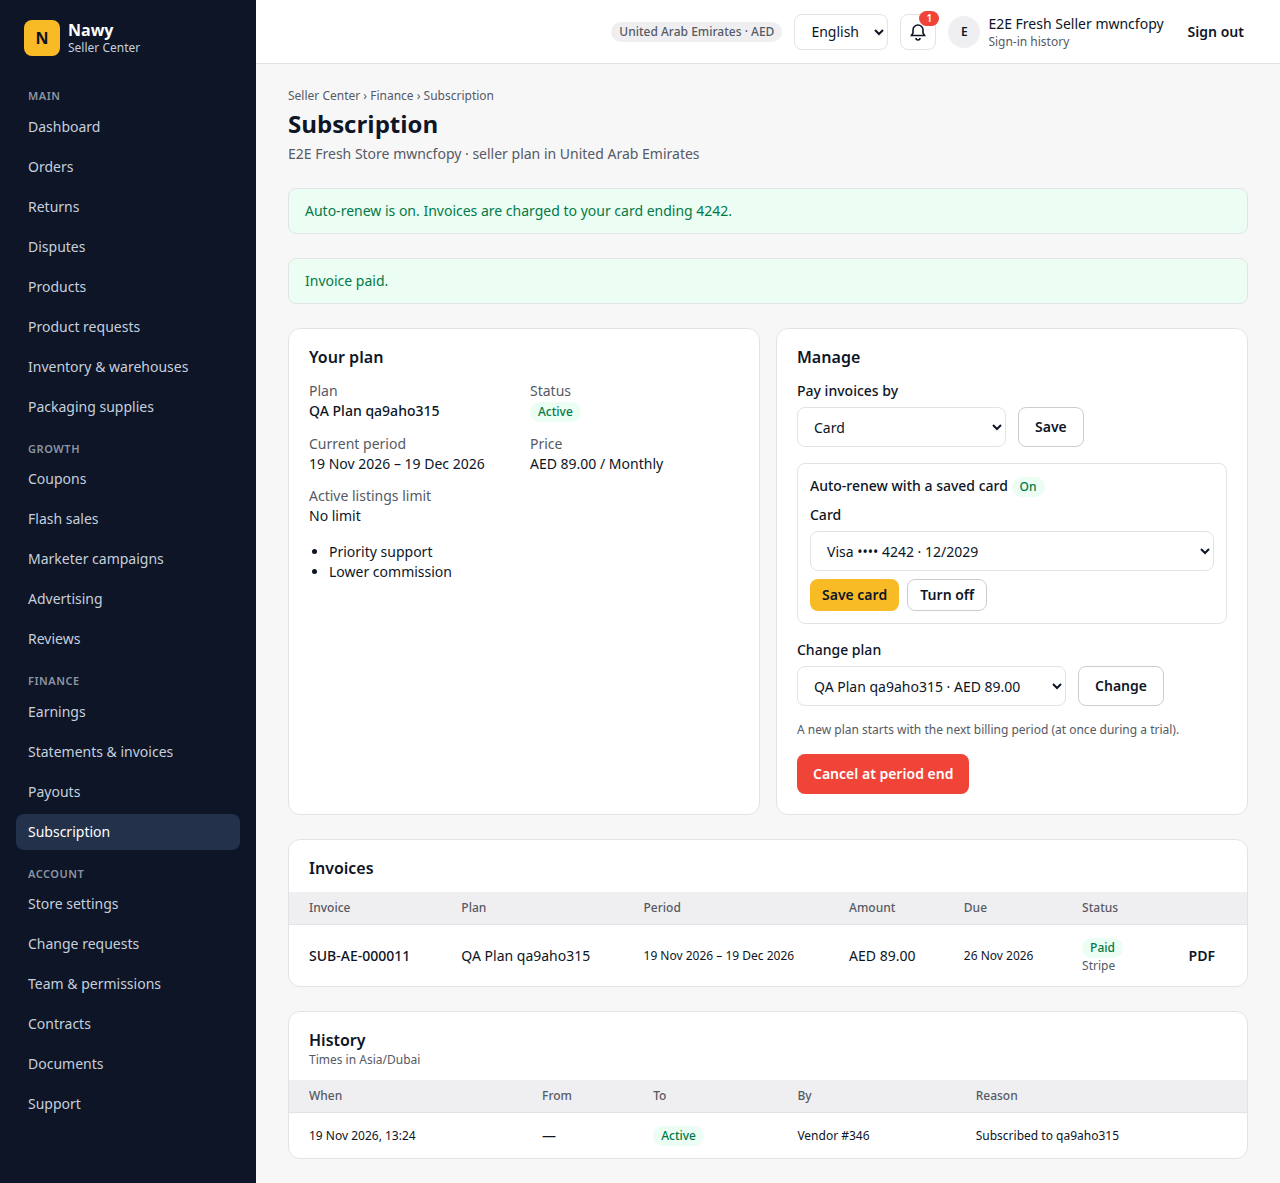 N
Nawy
Seller Center
MAIN
Dashboard
Orders
Returns
Disputes
Products
Product requests
Inventory & warehouses
Packaging supplies
GROWTH
Coupons
Flash sales
Marketer campaigns
Advertising
Reviews
FINANCE
Earnings
Statements & invoices
Payouts
Subscription
ACCOUNT
Store settings
Change requests
Team & permissions
Contracts
Documents
Support
United Arab Emirates · AED
English
1
E
E2E Fresh Seller mwncfopy
Sign-in history
Sign out
Seller Center › Finance › Subscription
Subscription
E2E Fresh Store mwncfopy · seller plan in United Arab Emirates
Auto-renew is on. Invoices are charged to your card ending 4242.
Invoice paid.
Your plan
Plan Status
QA Plan qa9aho315 Active
Current period Price
19 Nov 2026 – 19 Dec 2026 AED 89.00 / Monthly
Active listings limit
No limit
• Priority support
• Lower commission
Manage
Pay invoices by
Card Save
Auto-renew with a saved card On
Card
Visa •••• 4242 · 12/2029
Save card Turn off
Change plan
QA Plan qa9aho315 · AED 89.00 Change
A new plan starts with the next billing period (at once during a trial).
Cancel at period end
Invoices
Invoice Plan Period Amount Due Status
SUB-AE-000011 QA Plan qa9aho315 19 Nov 2026 – 19 Dec 2026 AED 89.00 26 Nov 2026 Paid PDF
Stripe
History
Times in Asia/Dubai
When From To By Reason
19 Nov 2026, 13:24 — Active Vendor #346 Subscribed to qa9aho315